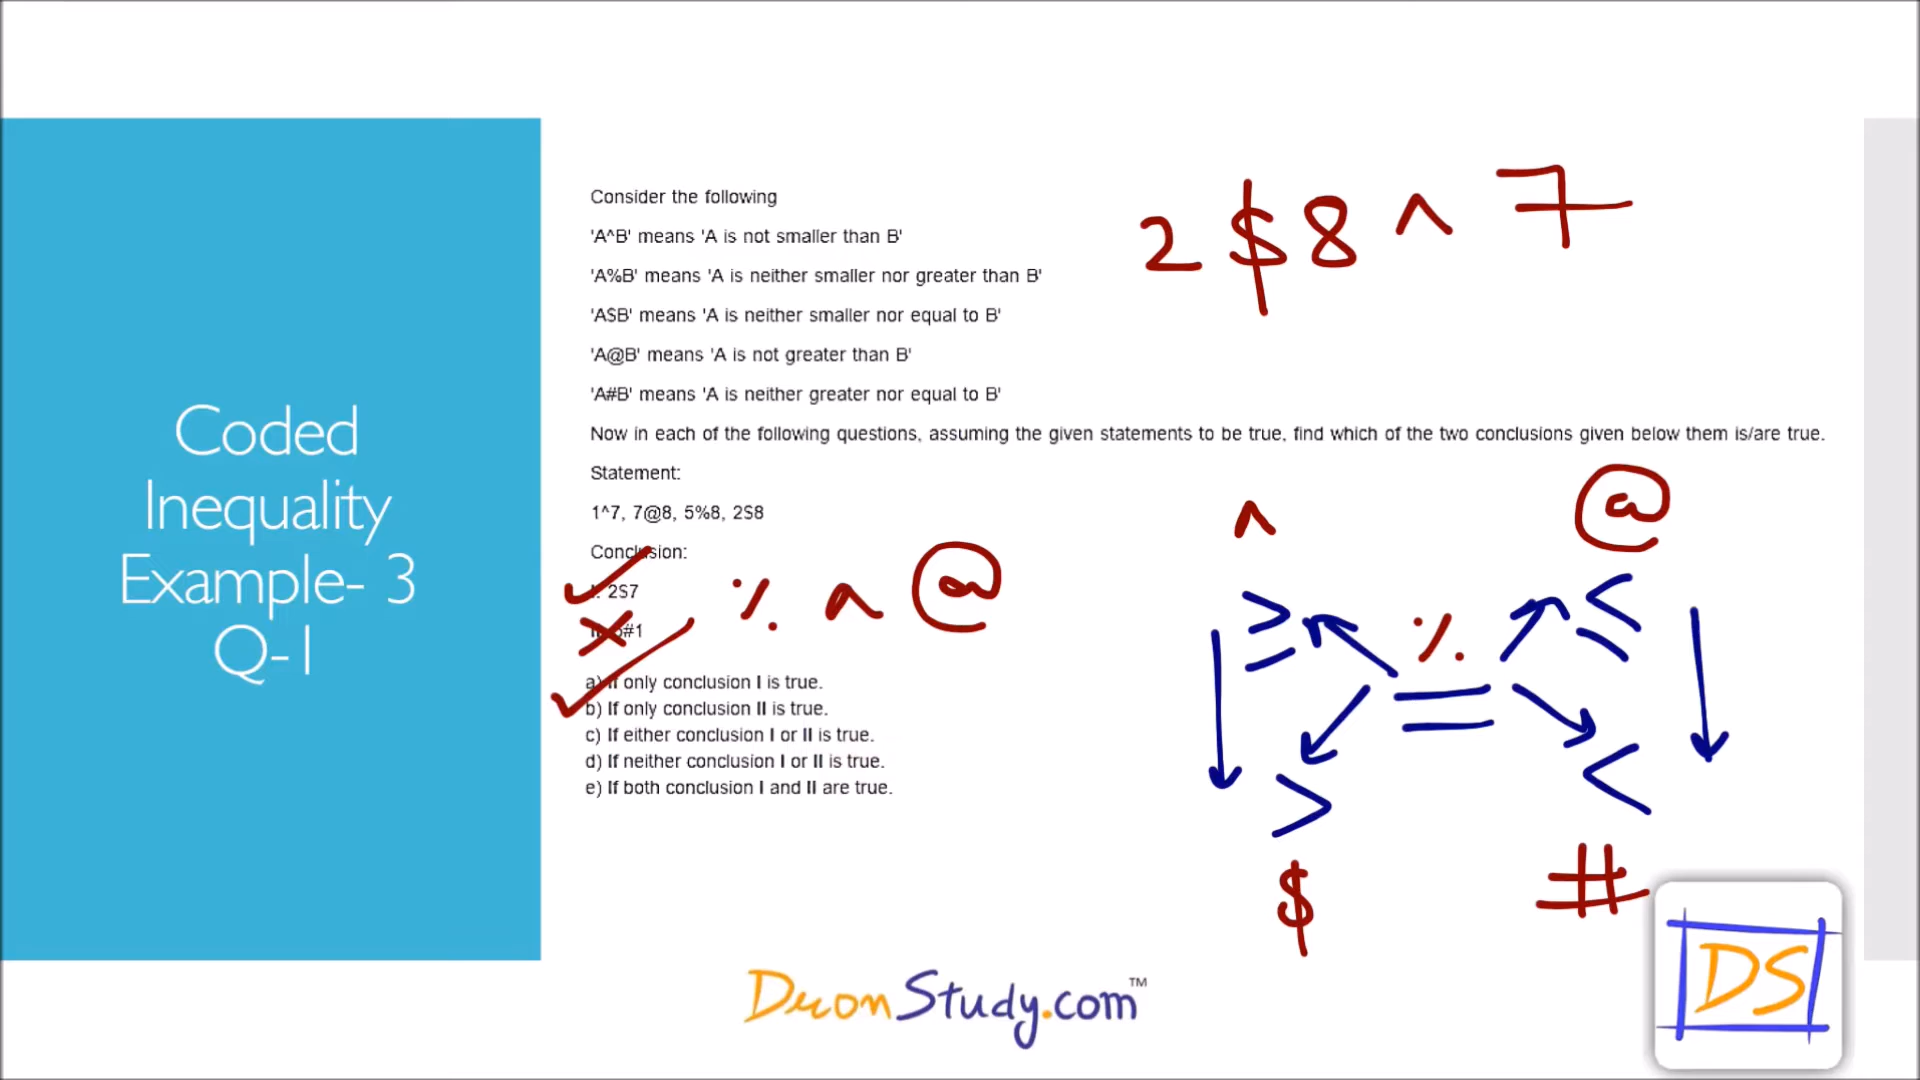 Coded
Inequality
Example- 3
Q-1
Consider the following
'A^B' means 'A is not smaller than B'
'A%B' means 'A is neither smaller nor greater than B'
'A$B' means 'A is neither smaller nor equal to B'
'A@B' means 'A is not greater than B'
'A#B' means 'A is neither greater nor equal to B'
Now in each of the following questions, assuming the given statements to be true, find which of the two conclusions given below them is/are true.
Statement:
1^7, 7@8, 5%8, 2$8
Conclusion:
2$7
#1
a) If only conclusion I is true.
b) If only conclusion II is true.
c) If either conclusion I or II is true.
d) If neither conclusion I or II is true.
e) If both conclusion I and II are true.
2 $ 8 ^ 7
% ^ @
^ @
≥ % ≤
=
> <
$ #
DronStudy.com™
DS